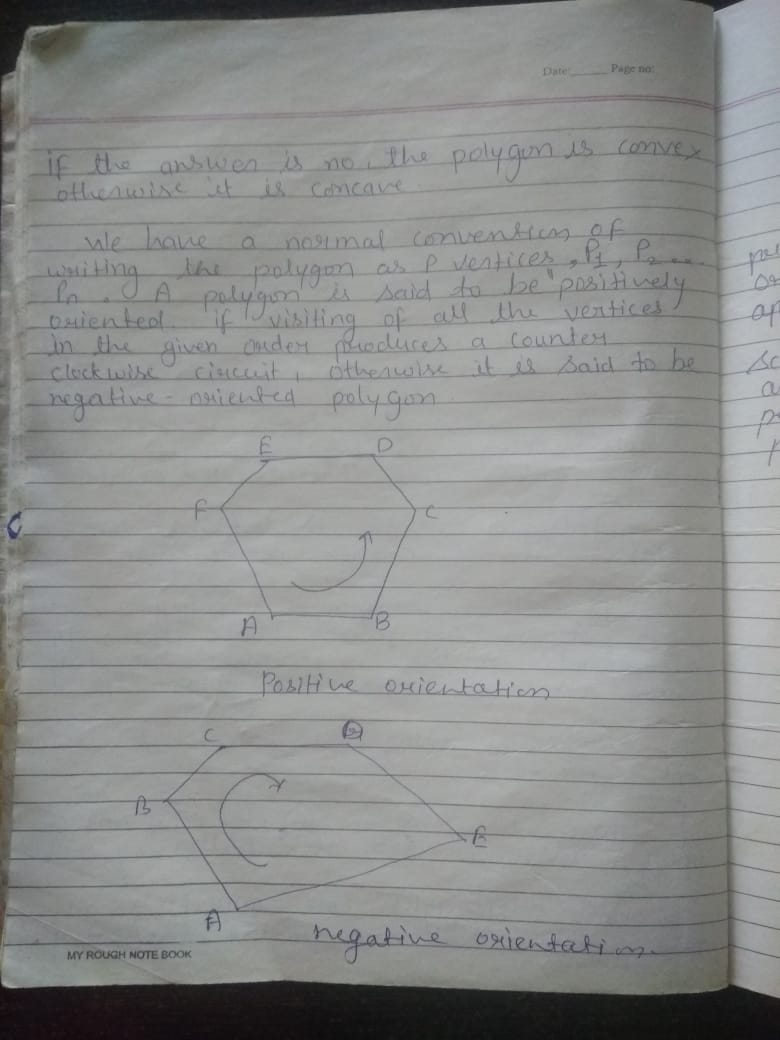 Date:_____ Page no:
if the answer is no, the polygon is convex
otherwise it is concave.
We have a normal convention of
writing the polygon as P vertices, P1, P2 ...
Pn. A polygon is said to be "positively
oriented. if visiting of all the vertices
in the given order produces a counter
clockwise circuit, otherwise it is said to be
negative-oriented polygon
E D
F C
A B
Positive orientation
C D
B
E
A
negative orientation
MY ROUGH NOTE BOOK